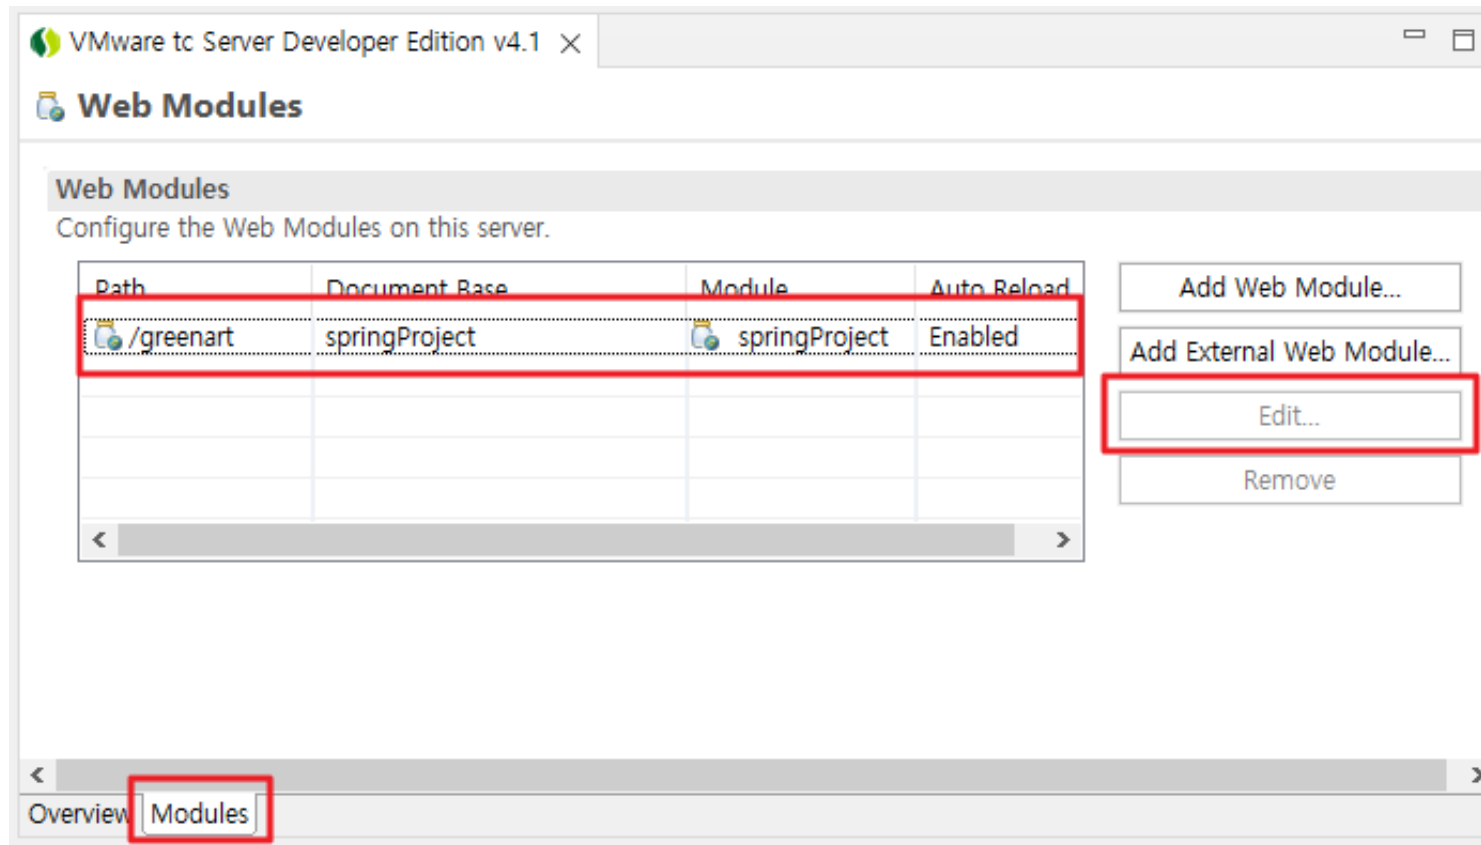 VMware tc Server Developer Edition v4.1
Web Modules
Web Modules
Configure the Web Modules on this server.
Path Document Base Module Auto Reload
/greenart springProject springProject Enabled
Add Web Module...
Add External Web Module...
Edit...
Remove
Overview Modules